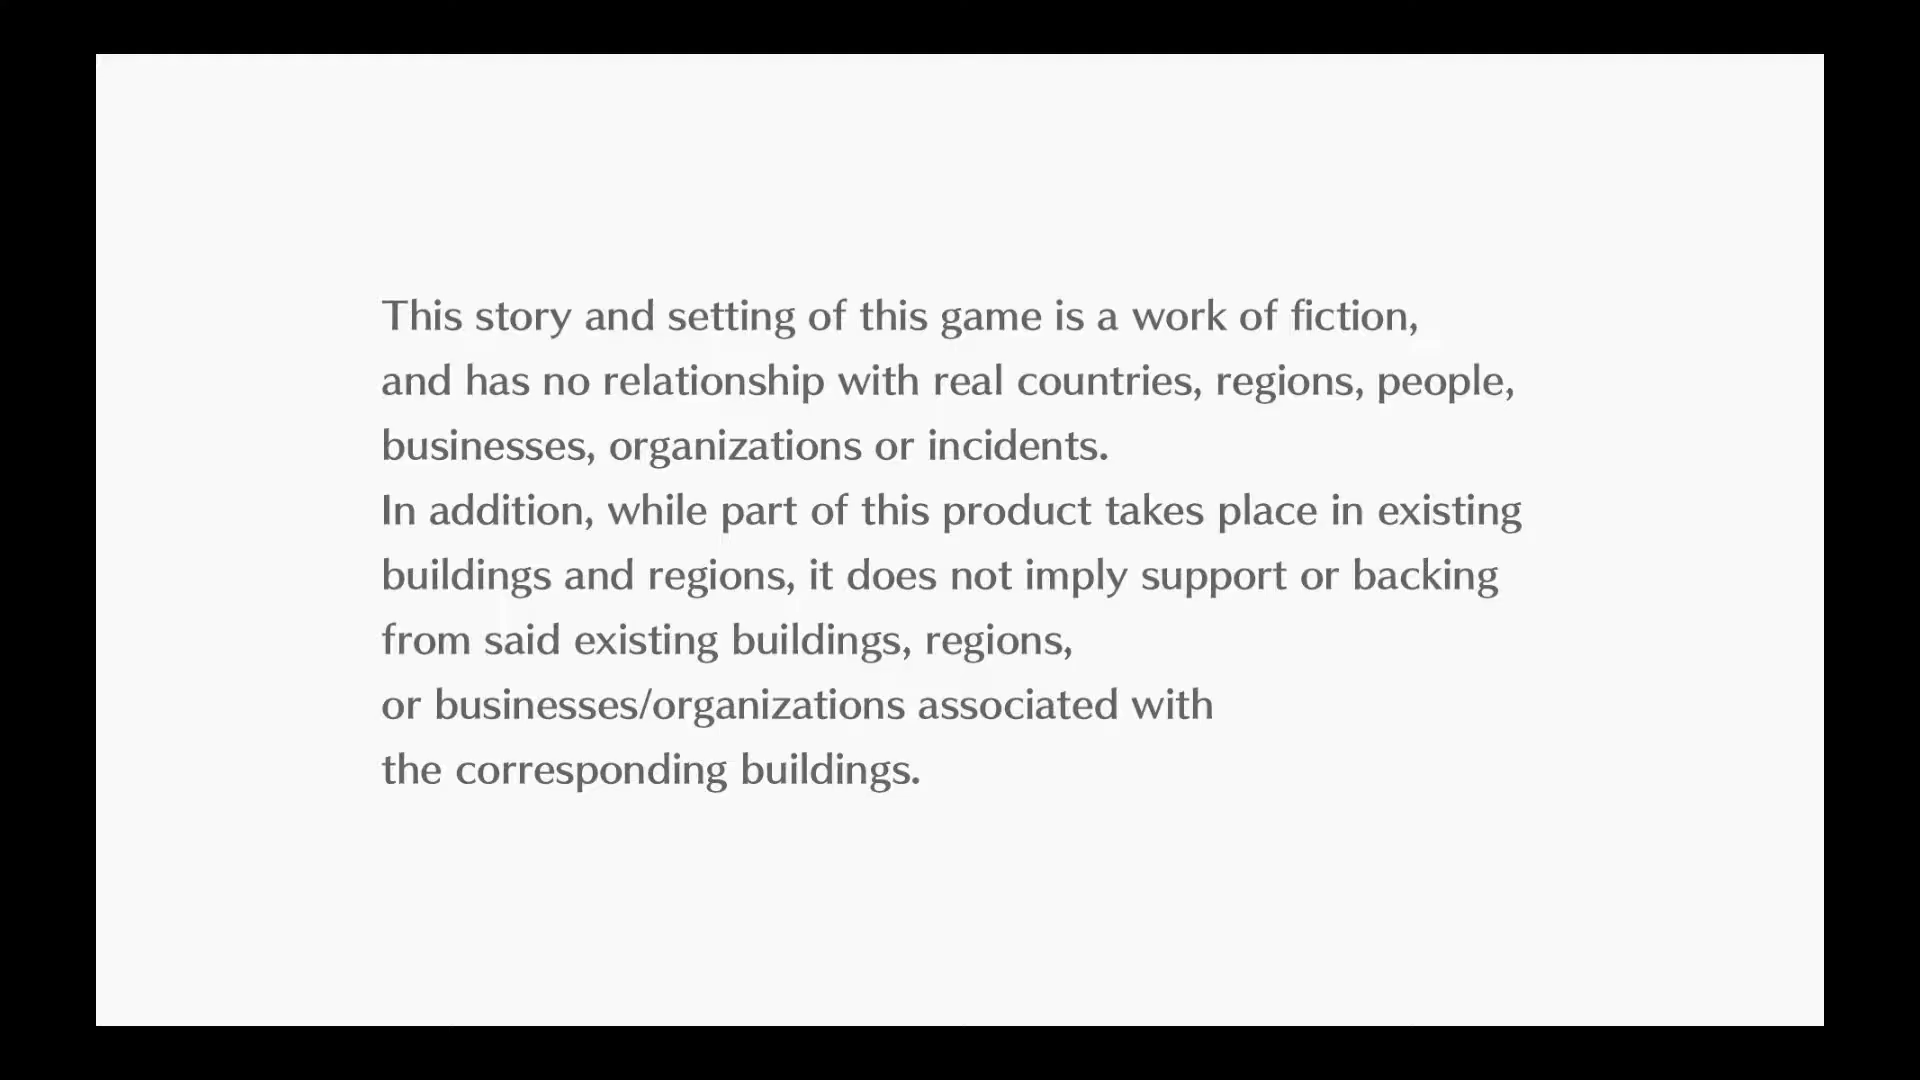 This story and setting of this game is a work of fiction,
and has no relationship with real countries, regions, people,
businesses, organizations or incidents.
In addition, while part of this product takes place in existing
buildings and regions, it does not imply support or backing
from said existing buildings, regions,
or businesses/organizations associated with
the corresponding buildings.